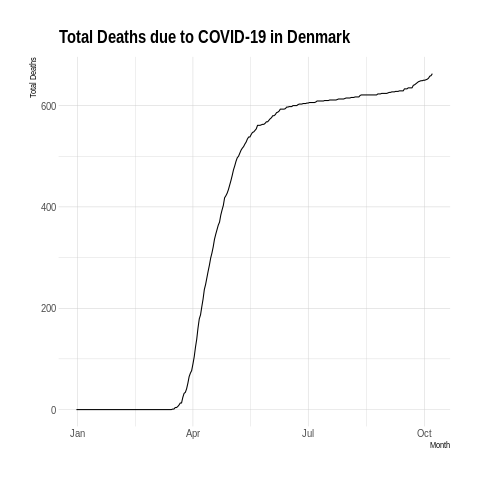 Total Deaths due to COVID-19 in Denmark
Total Deaths
600
400
200
0
Jan
Apr
Jul
Oct
Month